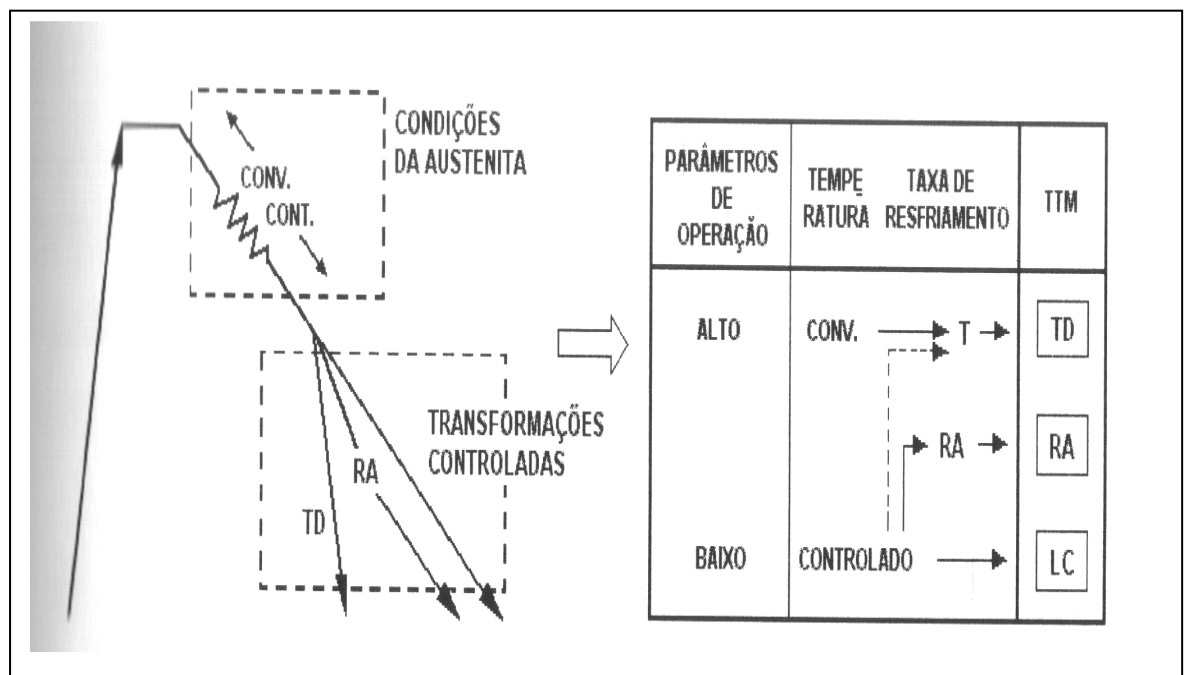 CONDIÇÕES
DA AUSTENITA
CONV.
CONT.
TRANSFORMAÇÕES
CONTROLADAS
RA
TD
PARÂMETROS
DE
OPERAÇÃO
TEMPE
RATURA
TAXA DE
RESFRIAMENTO
TTM
ALTO
CONV.
T
TD
RA
RA
BAIXO
CONTROLADO
LC